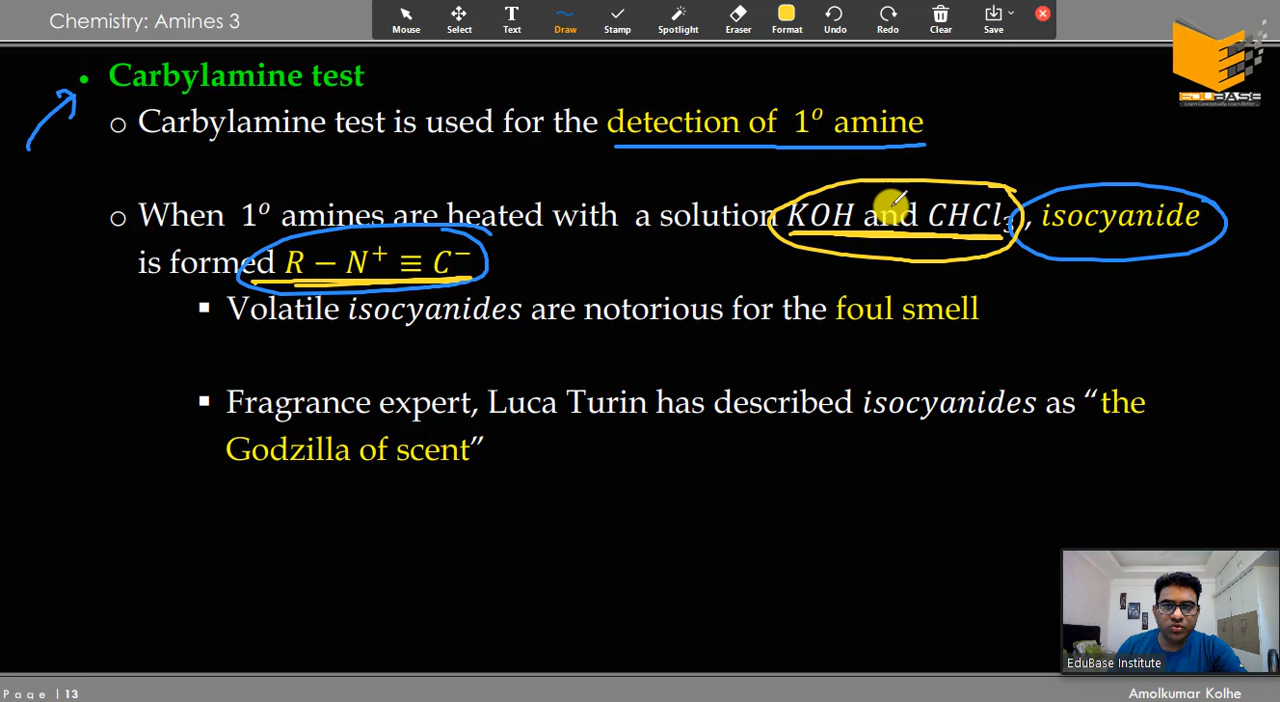 Chemistry: Amines 3
Mouse Select Text Draw Stamp Spotlight Eraser Format Undo Redo Clear Save
EDUBASE
• Carbylamine test
o Carbylamine test is used for the detection of 1° amine
o When 1° amines are heated with a solution KOH and CHCl₃, isocyanide
is formed R − N⁺ ≡ C⁻
▪ Volatile isocyanides are notorious for the foul smell
▪ Fragrance expert, Luca Turin has described isocyanides as “the
Godzilla of scent”
EduBase Institute
Page | 13
Amolkumar Kolhe